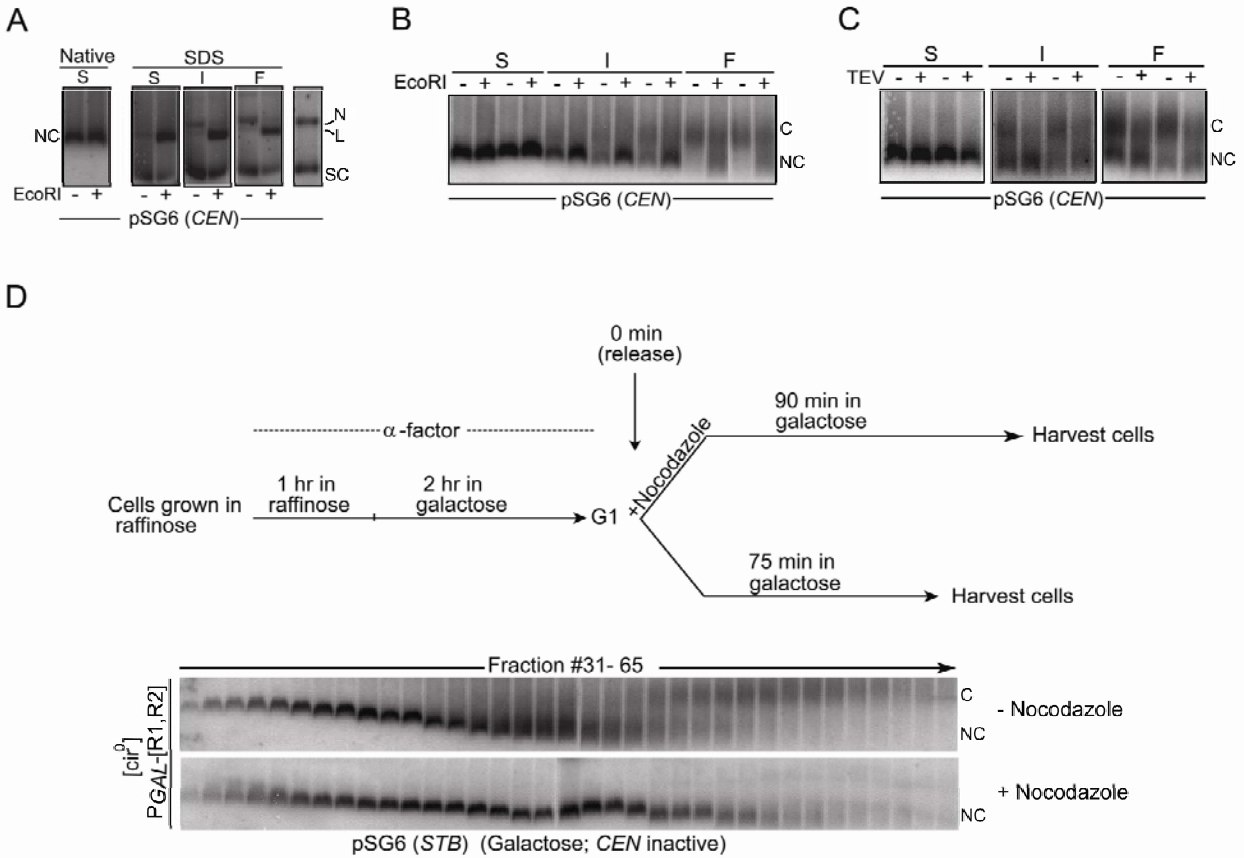 A
Native SDS
S S I F
NC
N
L
SC
EcoRI - + - + - + - +
pSG6 (CEN)
B
S I F
EcoRI - + - + - + - + - + - + - +
C
NC
pSG6 (CEN)
C
S I F
TEV - + - + - + - + - + - +
C
NC
pSG6 (CEN)
D
0 min
(release)
90 min in
galactose
Harvest cells
α-factor
+Nocodazole
1 hr in
raffinose
2 hr in
galactose
Cells grown in
raffinose
G1
75 min in
galactose
Harvest cells
Fraction #31- 65
[cir⁰]
PGAL-[R1,R2]
C
NC
- Nocodazole
NC
+ Nocodazole
pSG6 (STB) (Galactose; CEN inactive)